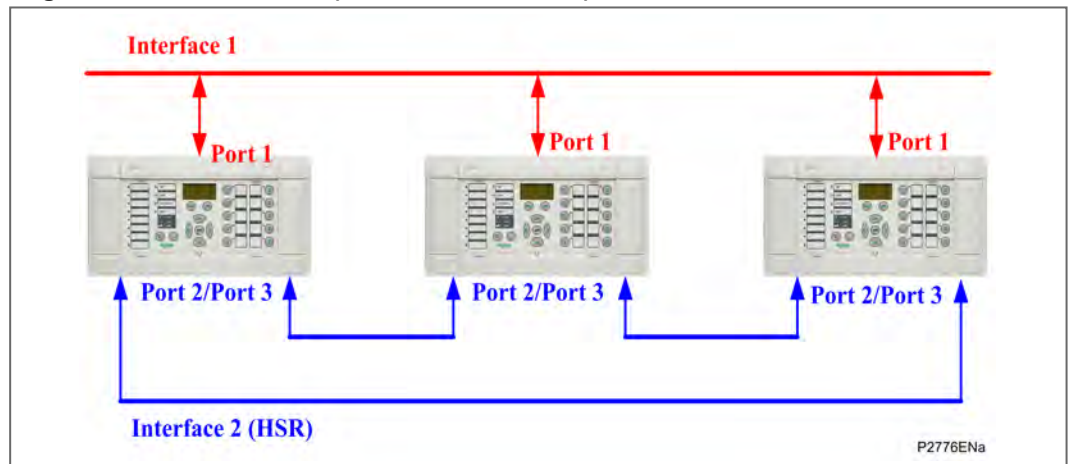 Interface 1
Port 1
Port 1
Port 1
Port 2/Port 3
Port 2/Port 3
Port 2/Port 3
Interface 2 (HSR)
P2776ENa